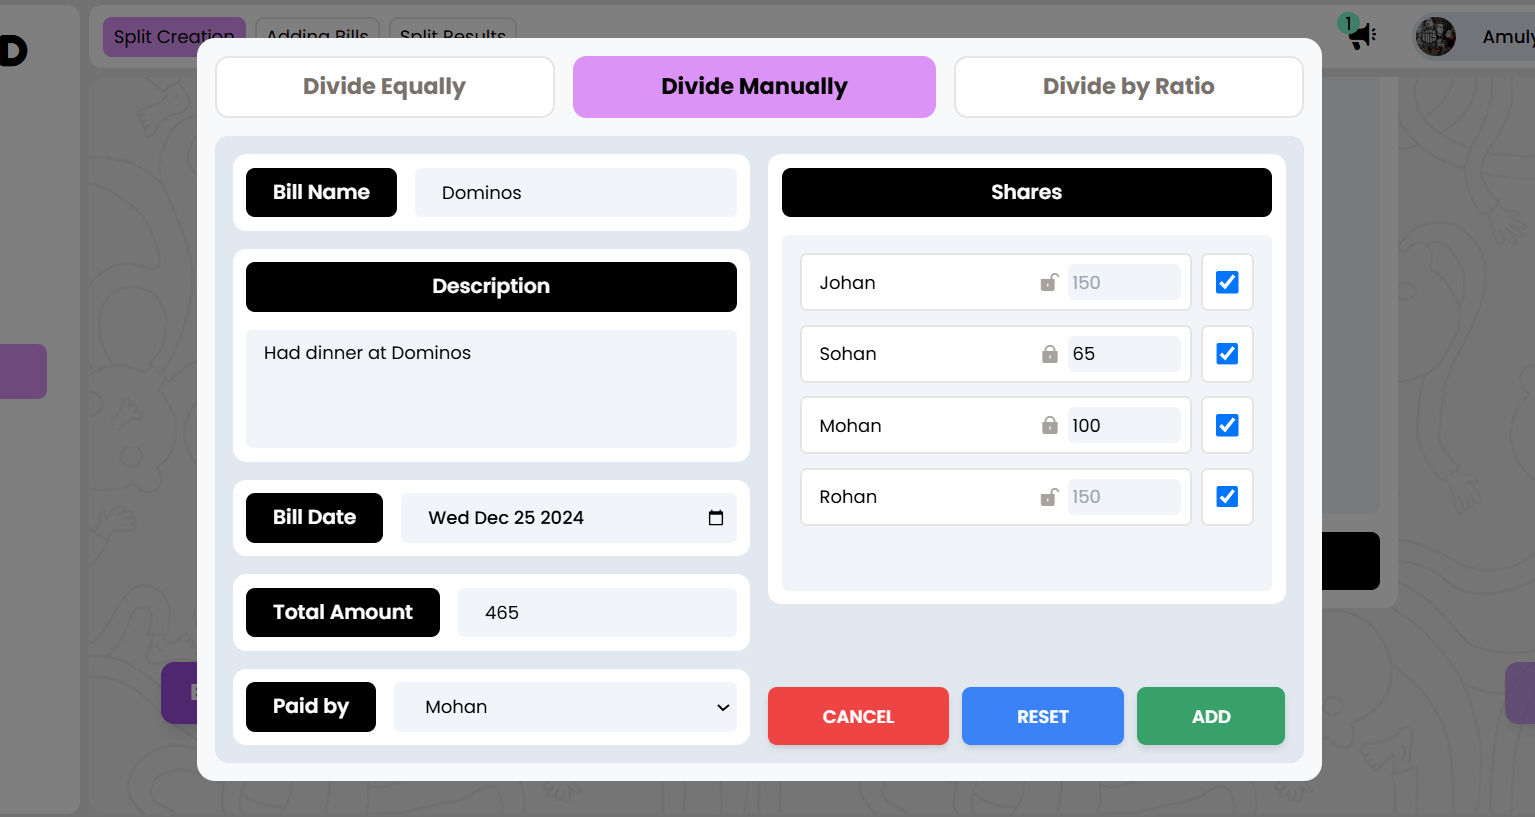 D
Split Creation
Adding Bills
Split Results
1
Divide Equally
Divide Manually
Divide by Ratio
Bill Name
Dominos
Description
Had dinner at Dominos
Bill Date
Wed Dec 25 2024
Total Amount
465
Paid by
Mohan
Shares
Johan
150
Sohan
65
Mohan
100
Rohan
150
CANCEL
RESET
ADD